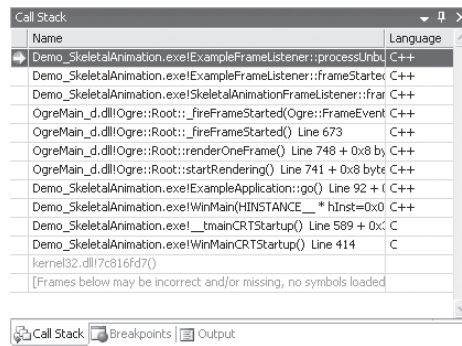 Call Stack
Name Language
Demo_SkeletalAnimation.exe!ExampleFrameListener::processUnbu C++
Demo_SkeletalAnimation.exe!ExampleFrameListener::frameStarted C++
Demo_SkeletalAnimation.exe!SkeletalAnimationFrameListener::frar C++
OgreMain_d.dll!Ogre::Root::_fireFrameStarted(Ogre::FrameEvent C++
OgreMain_d.dll!Ogre::Root::_fireFrameStarted() Line 673 C++
OgreMain_d.dll!Ogre::Root::renderOneFrame() Line 748 + 0x8 by C++
OgreMain_d.dll!Ogre::Root::startRendering() Line 741 + 0x8 byte C++
Demo_SkeletalAnimation.exe!ExampleApplication::go() Line 92 + ( C++
Demo_SkeletalAnimation.exe!WinMain(HINSTANCE__ * hInst=0x0 C++
Demo_SkeletalAnimation.exe!__tmainCRTStartup() Line 589 + 0x3 C
Demo_SkeletalAnimation.exe!WinMainCRTStartup() Line 414 C
kernel32.dll!7c816fd7()
[Frames below may be incorrect and/or missing, no symbols loaded
Call Stack Breakpoints Output